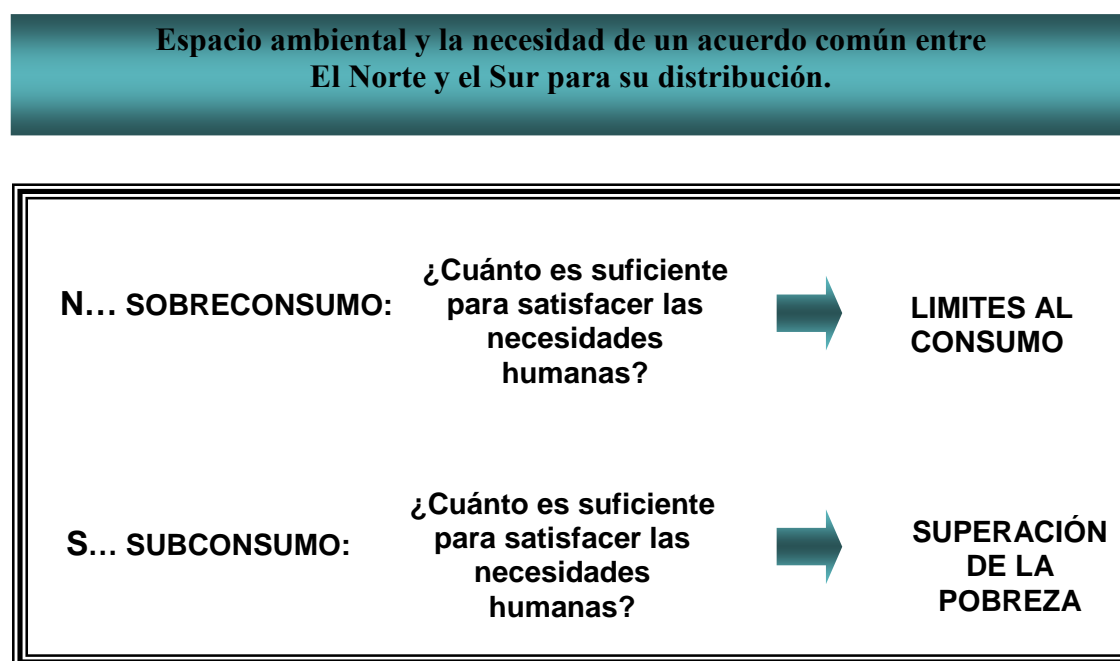 Espacio ambiental y la necesidad de un acuerdo común entre
El Norte y el Sur para su distribución.
N... SOBRECONSUMO:
¿Cuánto es suficiente
para satisfacer las
necesidades
humanas?
LIMITES AL
CONSUMO
S... SUBCONSUMO:
¿Cuánto es suficiente
para satisfacer las
necesidades
humanas?
SUPERACIÓN
DE LA
POBREZA